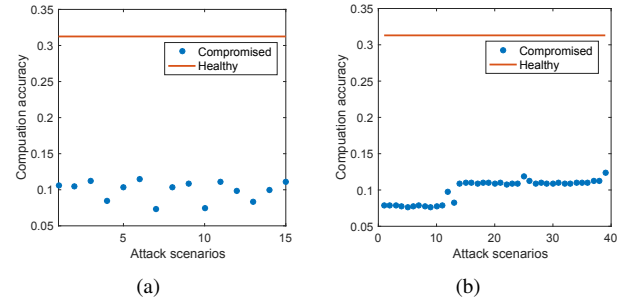 0.35
0.3
0.25
0.2
0.15
0.1
0.05
Compuation accuracy
Compromised
Healthy
5
10
15
Attack scenarios
(a)
0.35
0.3
0.25
0.2
0.15
0.1
0.05
Compuation accuracy
Compromised
Healthy
0
10
20
30
40
Attack scenarios
(b)